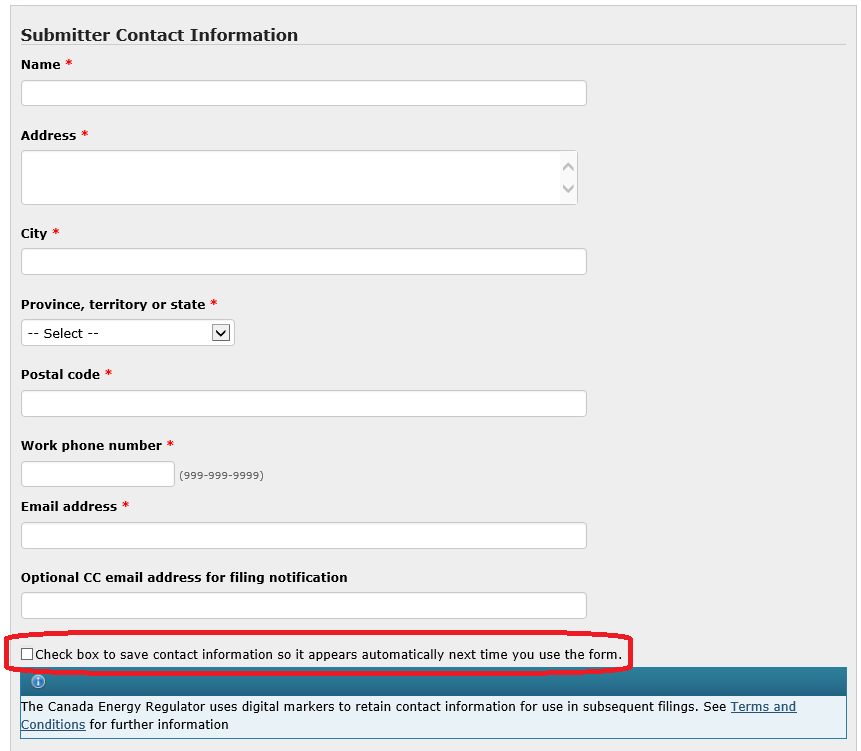 Submitter Contact Information
Name *
Address *
City *
Province, territory or state *
-- Select --
Postal code *
Work phone number *
(999-999-9999)
Email address *
Optional CC email address for filing notification
Check box to save contact information so it appears automatically next time you use the form.
The Canada Energy Regulator uses digital markers to retain contact information for use in subsequent filings. See Terms and
Conditions for further information